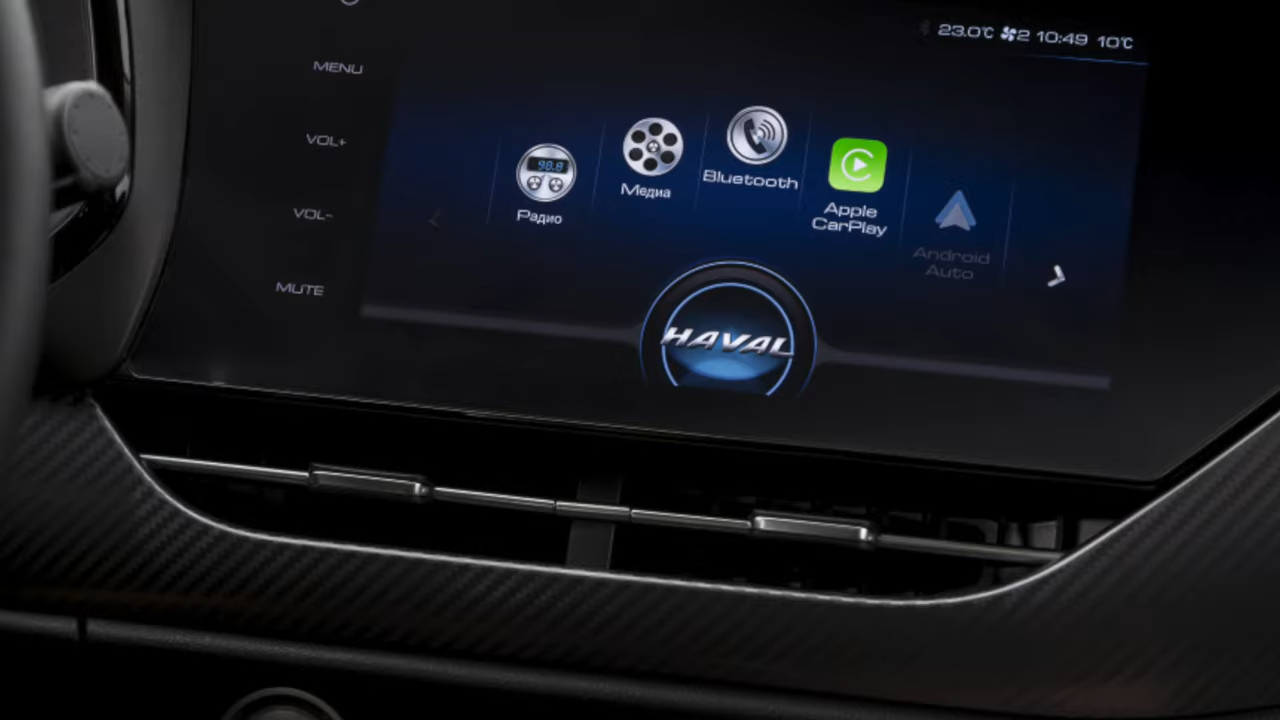 23.0℃ 2 10:49 10℃
MENU
VOL+
VOL-
MUTE
98.8
Радио
Медиа
Bluetooth
Apple
CarPlay
Android
Auto
HAVAL